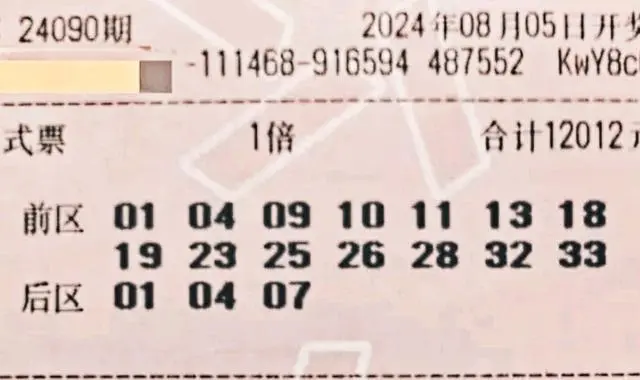 24090期 2024年08月05日开奖
-111468-916594 487552 KwY8c
式票 1倍 合计12012元
前区 01 04 09 10 11 13 18
19 23 25 26 28 32 33
后区 01 04 07